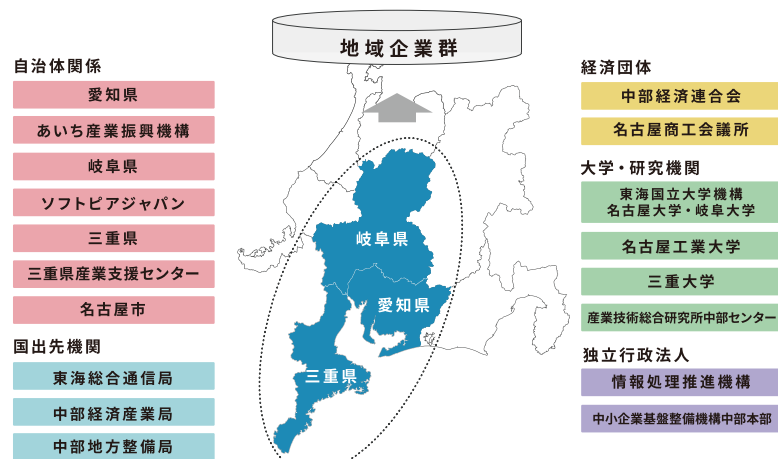 地域企業群
自治体関係
愛知県
あいち産業振興機構
岐阜県
ソフトピアジャパン
三重県
三重県産業支援センター
名古屋市
国出先機関
東海総合通信局
中部経済産業局
中部地方整備局
岐阜県
愛知県
三重県
経済団体
中部経済連合会
名古屋商工会議所
大学・研究機関
東海国立大学機構
名古屋大学・岐阜大学
名古屋工業大学
三重大学
産業技術総合研究所中部センター
独立行政法人
情報処理推進機構
中小企業基盤整備機構中部本部